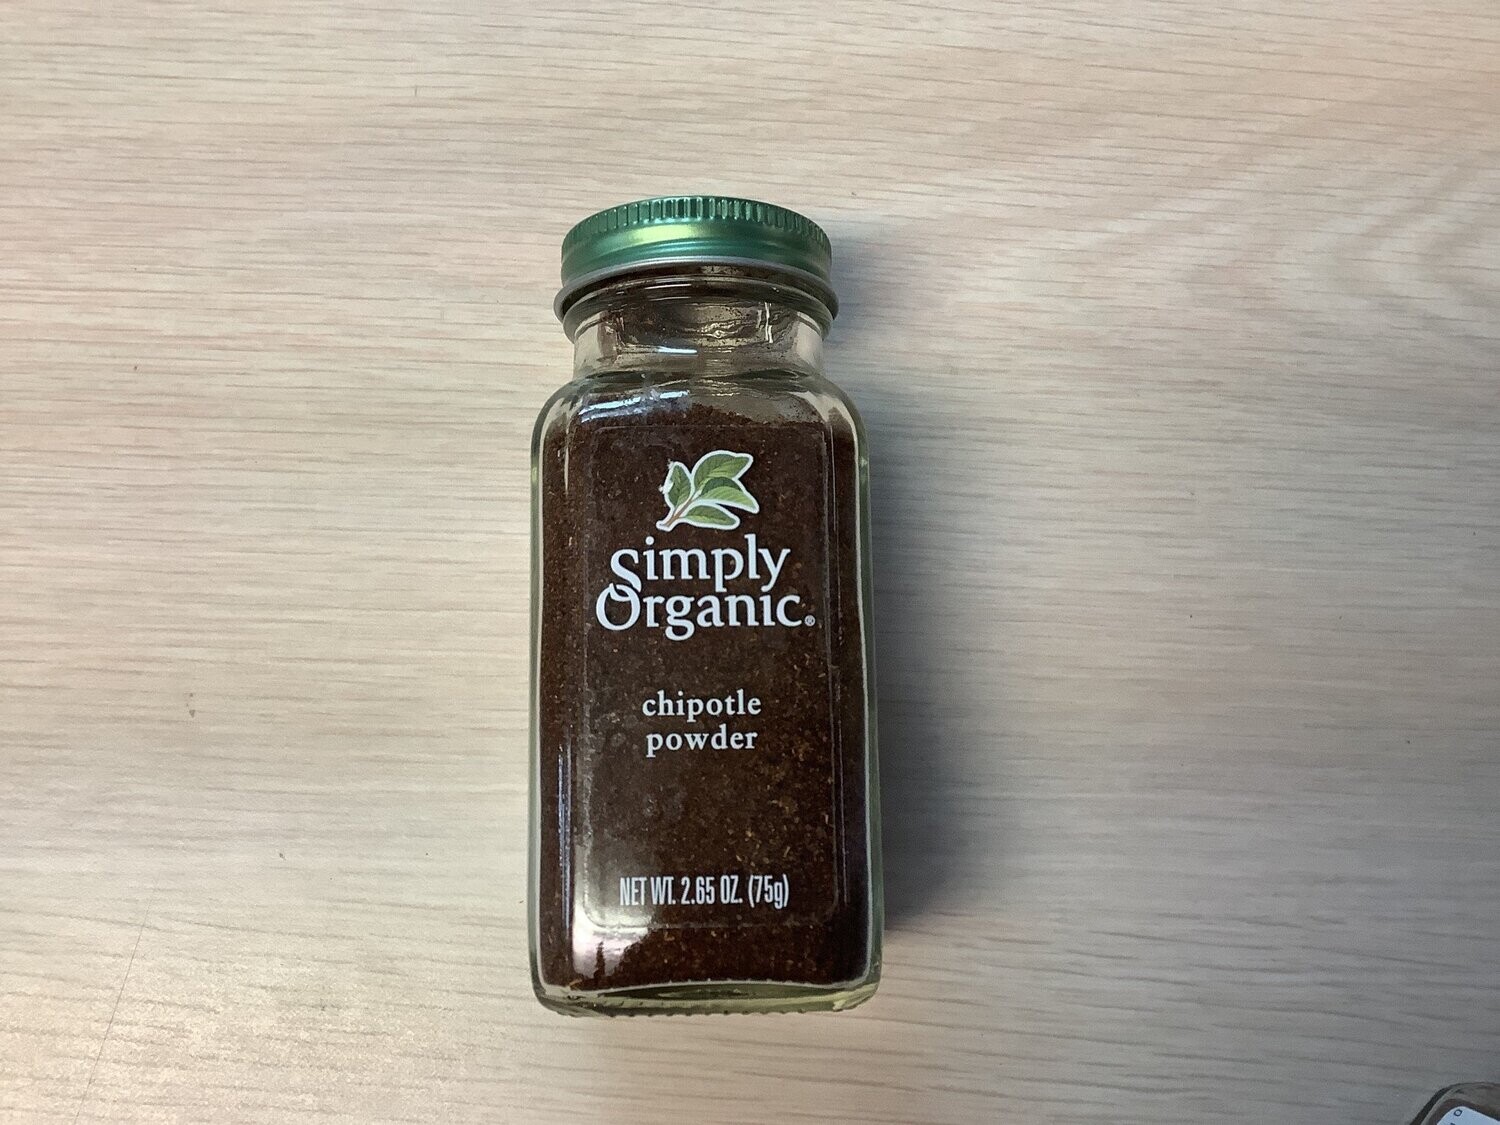 Simply
Organic®
chipotle
powder
NET WT. 2.65 OZ. (75g)